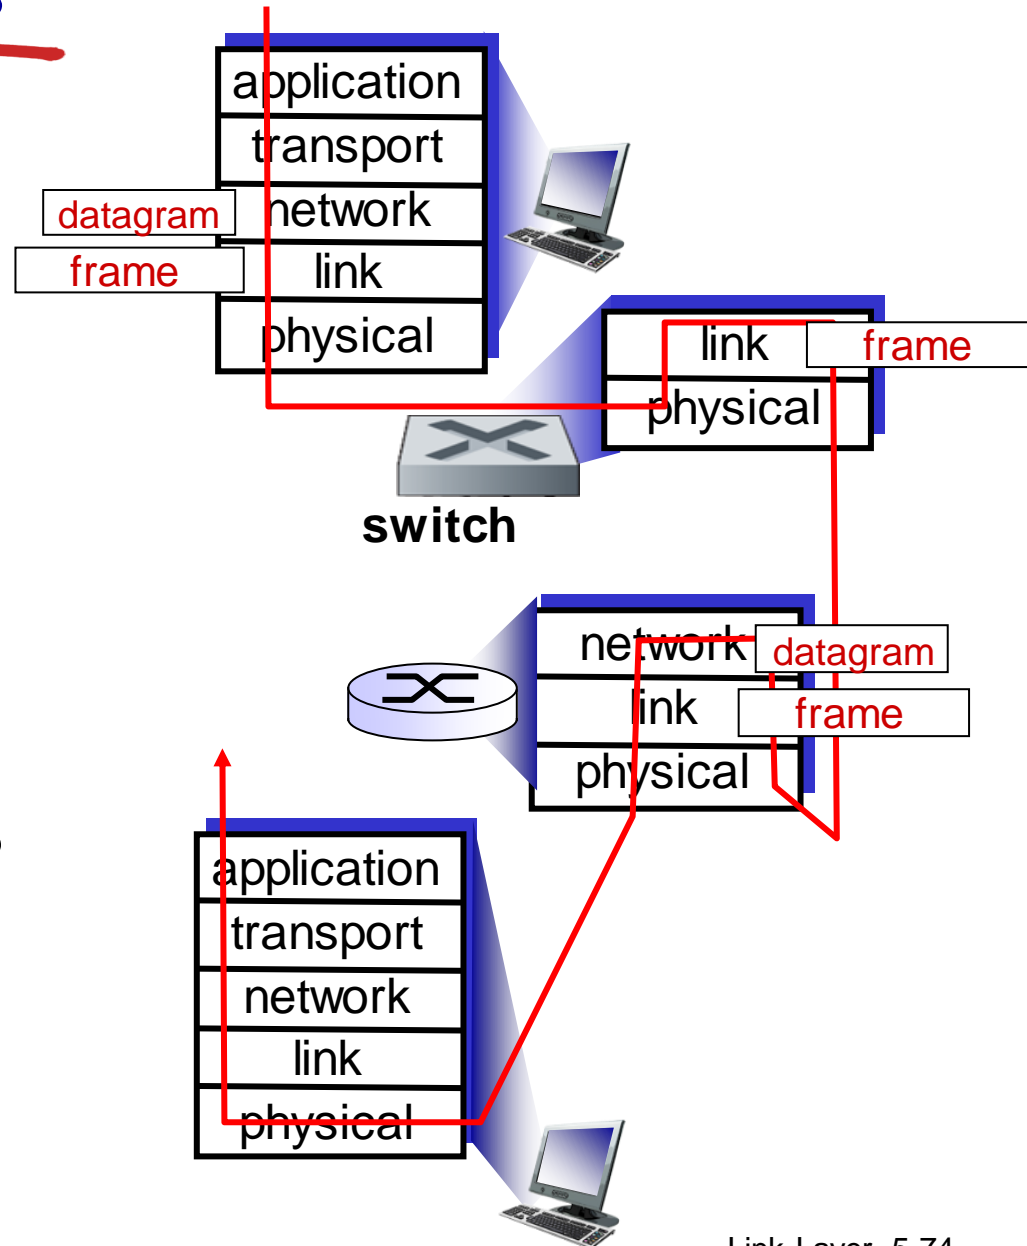 application
transport
datagram network
frame link
physical
link frame
physical
switch
network datagram
link frame
physical
application
transport
network
link
physical